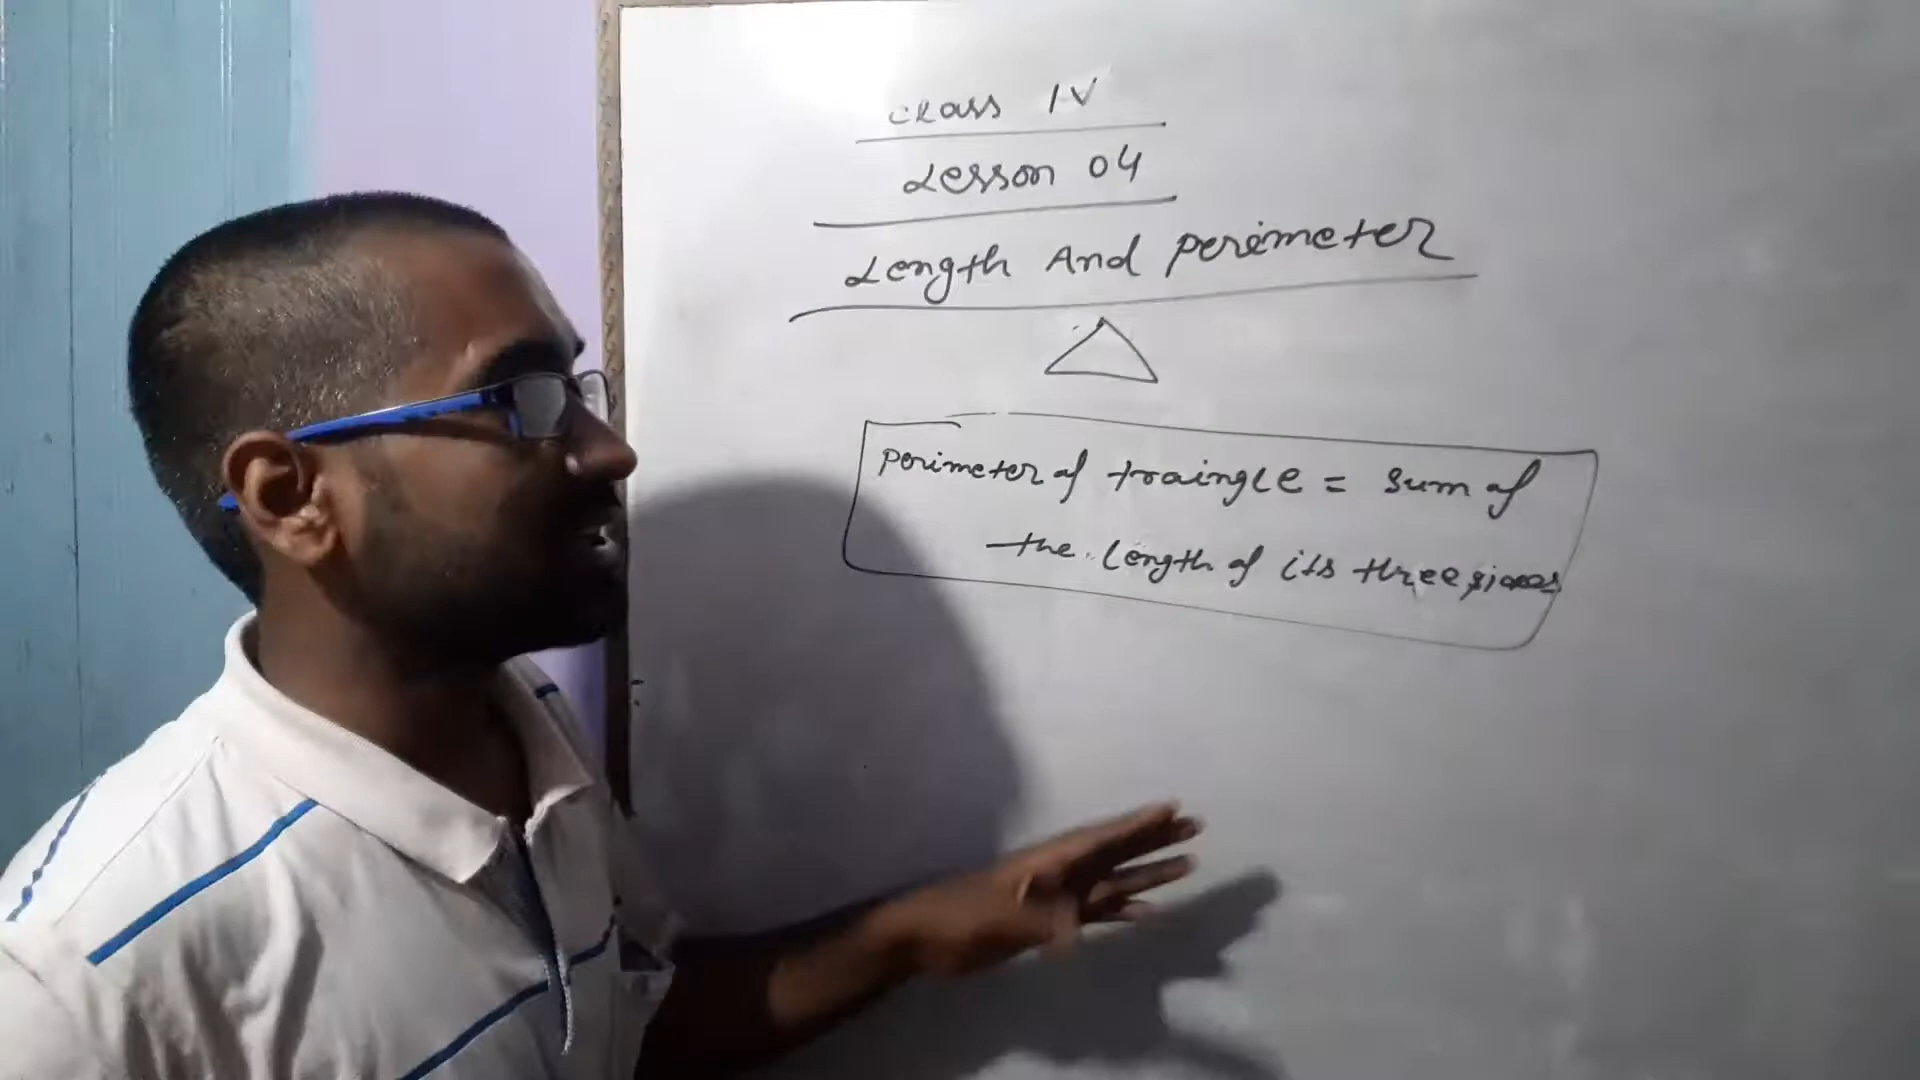 Class IV
Lesson 04
Length And perimeter
perimeter of traingle = sum of
the length of its three sides